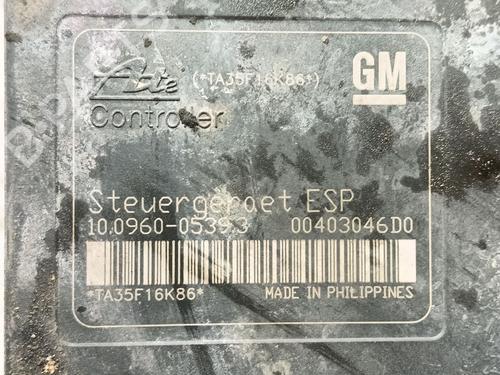 Ate (*TA35F16K86*) GM
Controller
Steuergeraet ESP
10.0960-0539.3 00403046D0
*TA35F16K86* MADE IN PHILIPPINES